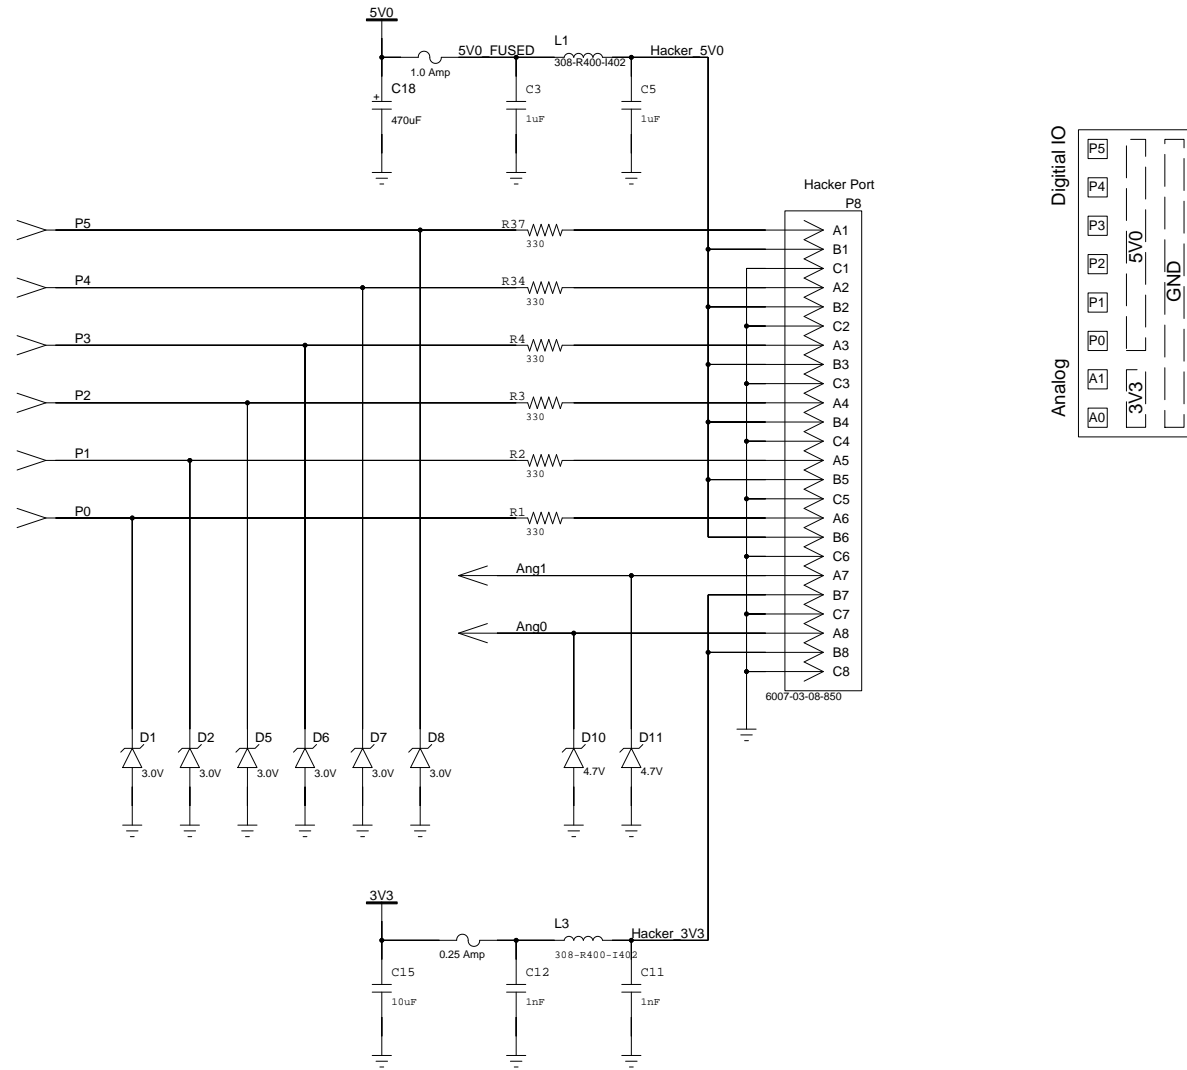 5V0
5V0_FUSED
L1
308-R400-I402
Hacker_5V0
1.0 Amp
+
C18
470uF
C3
1uF
C5
1uF
Hacker Port
P8
P5
R37
330
A1
B1
C1
P4
R34
330
A2
B2
C2
P3
R4
330
A3
B3
C3
P2
R3
330
A4
B4
C4
P1
R2
330
A5
B5
C5
P0
R1
330
A6
B6
C6
Ang1
A7
B7
C7
Ang0
A8
B8
C8
6007-03-08-850
D1
3.0V
D2
3.0V
D5
3.0V
D6
3.0V
D7
3.0V
D8
3.0V
D10
4.7V
D11
4.7V
3V3
0.25 Amp
L3
308-R400-I402
Hacker_3V3
C15
10uF
C12
1nF
C11
1nF
Digitial IO
Analog
P5
P4
P3
P2
P1
P0
A1
A0
5V0
3V3
GND